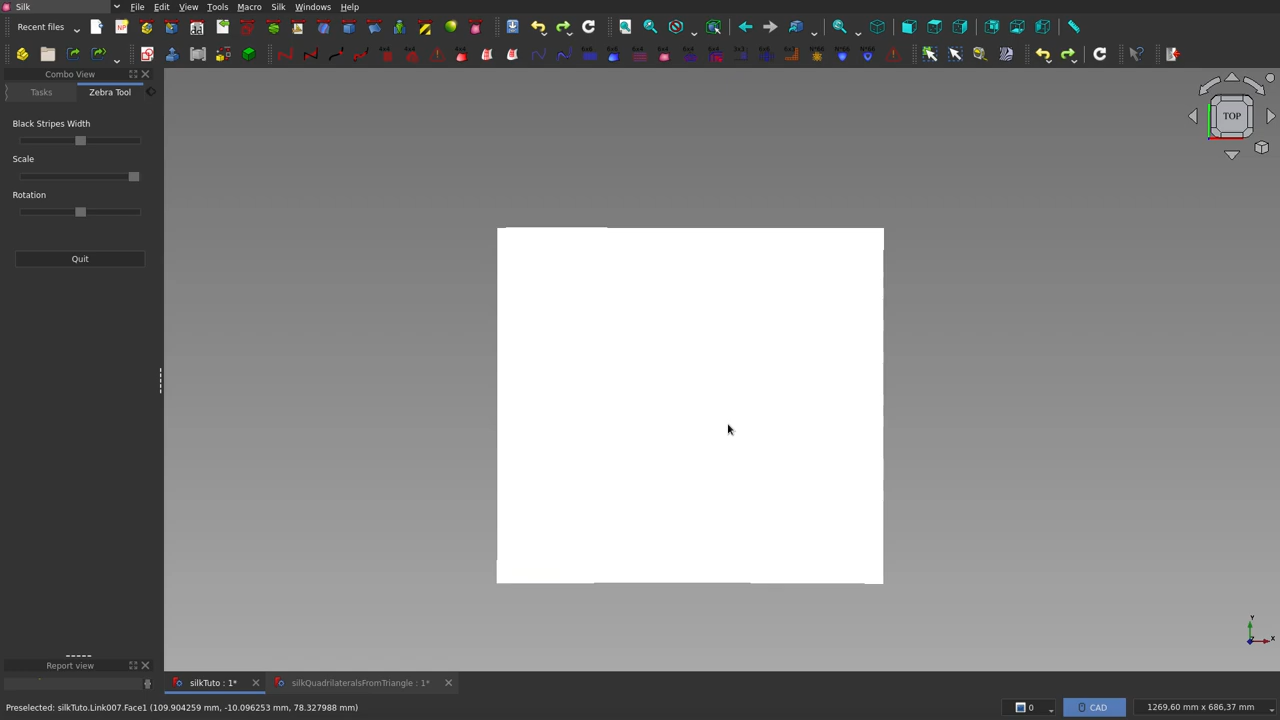 Silk File Edit View Tools Macro Silk Windows Help
Recent files
Combo View
Tasks Zebra Tool
Black Stripes Width
Scale
Rotation
Quit
TOP
Y
X
Report view
silkTuto : 1* silkQuadrilateralsFromTriangle : 1*
Preselected: silkTuto.Link007.Face1 (109.904259 mm, -10.096253 mm, 78.327988 mm) 0 CAD 1269,60 mm x 686,37 mm